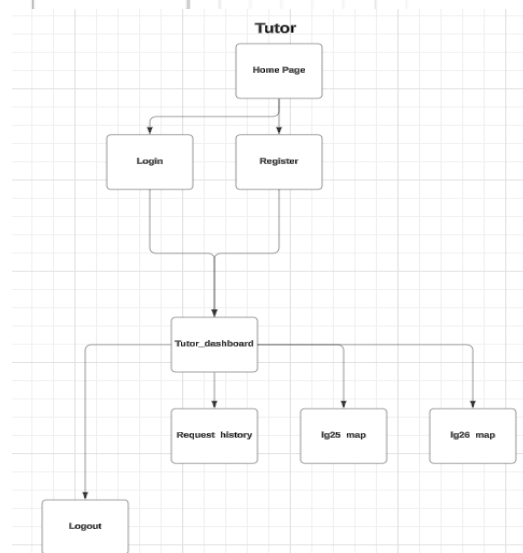 Tutor
Home Page
Login
Register
Tutor_dashboard
Request history
lg25 map
lg26 map
Logout